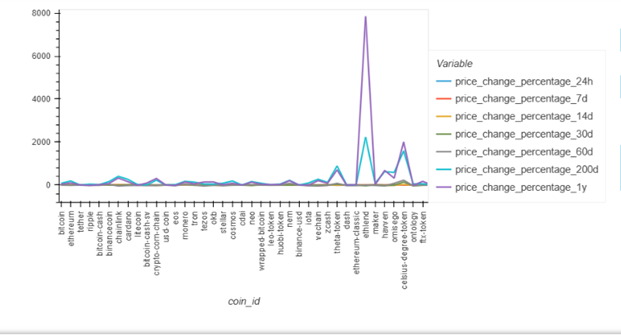 8000
6000
4000
2000
0
bitcoin
ethereum
tether
ripple
bitcoin-cash
binancecoin
chainlink
cardano
litecoin
bitcoin-cash-sv
crypto-com-chain
usd-coin
eos
monero
tron
tezos
okb
stellar
cosmos
cdai
neo
wrapped-bitcoin
leo-token
huobi-token
nem
binance-usd
iota
vechain
zcash
theta-token
dash
ethereum-classic
ethlend
maker
havven
omisego
celsius-degree-token
ontology
ftx-token
coin_id
Variable
price_change_percentage_24h
price_change_percentage_7d
price_change_percentage_14d
price_change_percentage_30d
price_change_percentage_60d
price_change_percentage_200d
price_change_percentage_1y